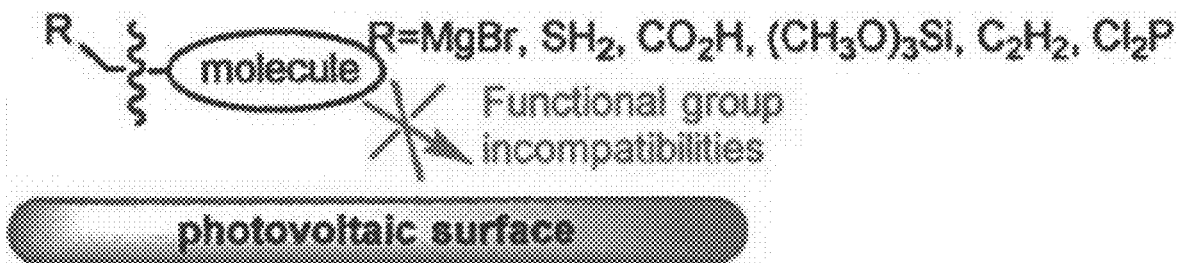 R
R=MgBr, SH₂, CO₂H, (CH₃O)₃Si, C₂H₂, Cl₂P
molecule
Functional group
incompatibilities
photovoltaic surface